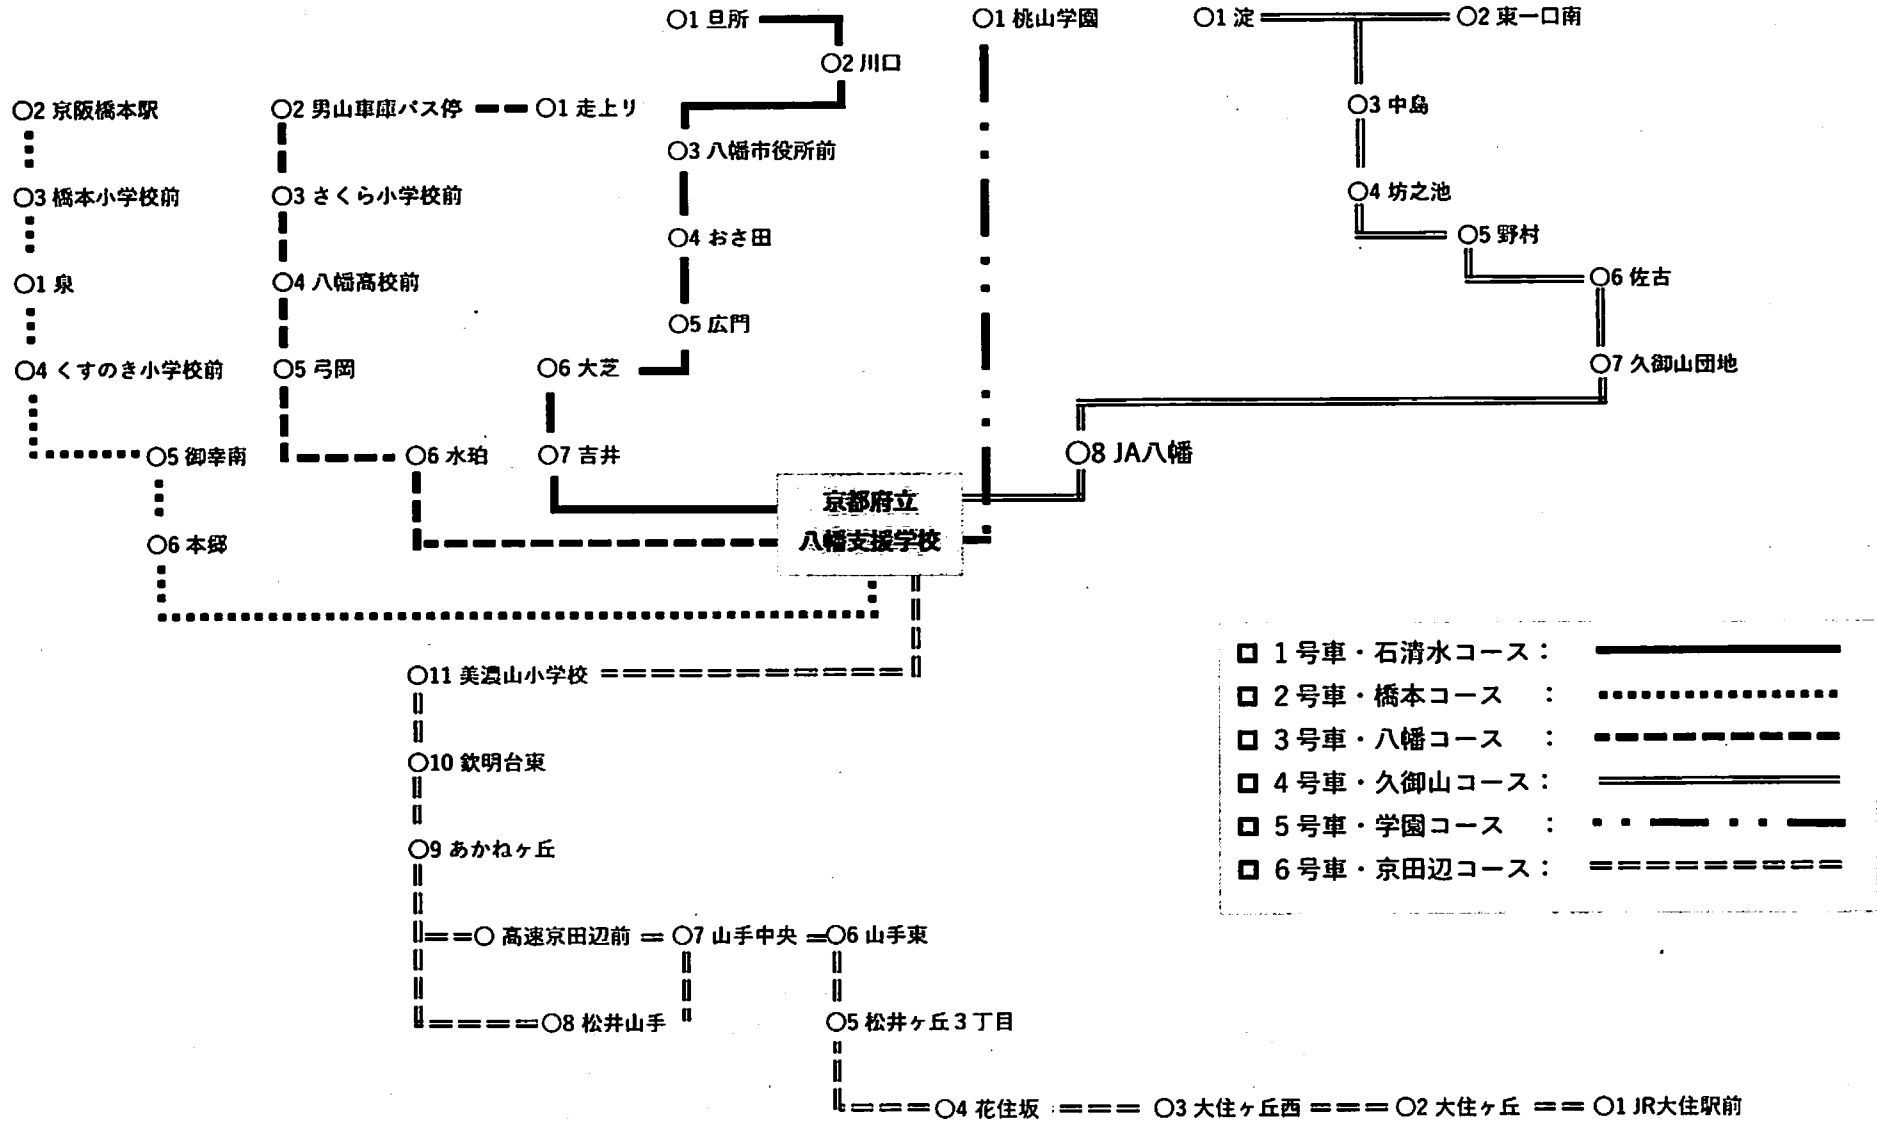 ○1 旦所
○2 川口
○3 八幡市役所前
○4 おさ田
○5 広門
○6 大芝
○7 吉井
○1 桃山学園
○1 淀
○2 東一口南
○3 中島
○4 坊之池
○5 野村
○6 佐古
○7 久御山団地
○8 JA八幡
○2 京阪橋本駅
○3 橋本小学校前
○1 泉
○4 くすのき小学校前
○5 御幸南
○6 本郷
○2 男山車庫バス停
○1 走上り
○3 さくら小学校前
○4 八幡高校前
○5 弓岡
○6 水珀
京都府立
八幡支援学校
○11 美濃山小学校
○10 欽明台東
○9 あかねヶ丘
○ 高速京田辺前
○7 山手中央
○6 山手東
○8 松井山手
○5 松井ヶ丘3丁目
○4 花住坂
○3 大住ヶ丘西
○2 大住ヶ丘
○1 JR大住駅前
□ 1号車・石清水コース：
□ 2号車・橋本コース ：
□ 3号車・八幡コース ：
□ 4号車・久御山コース：
□ 5号車・学園コース ：
□ 6号車・京田辺コース：